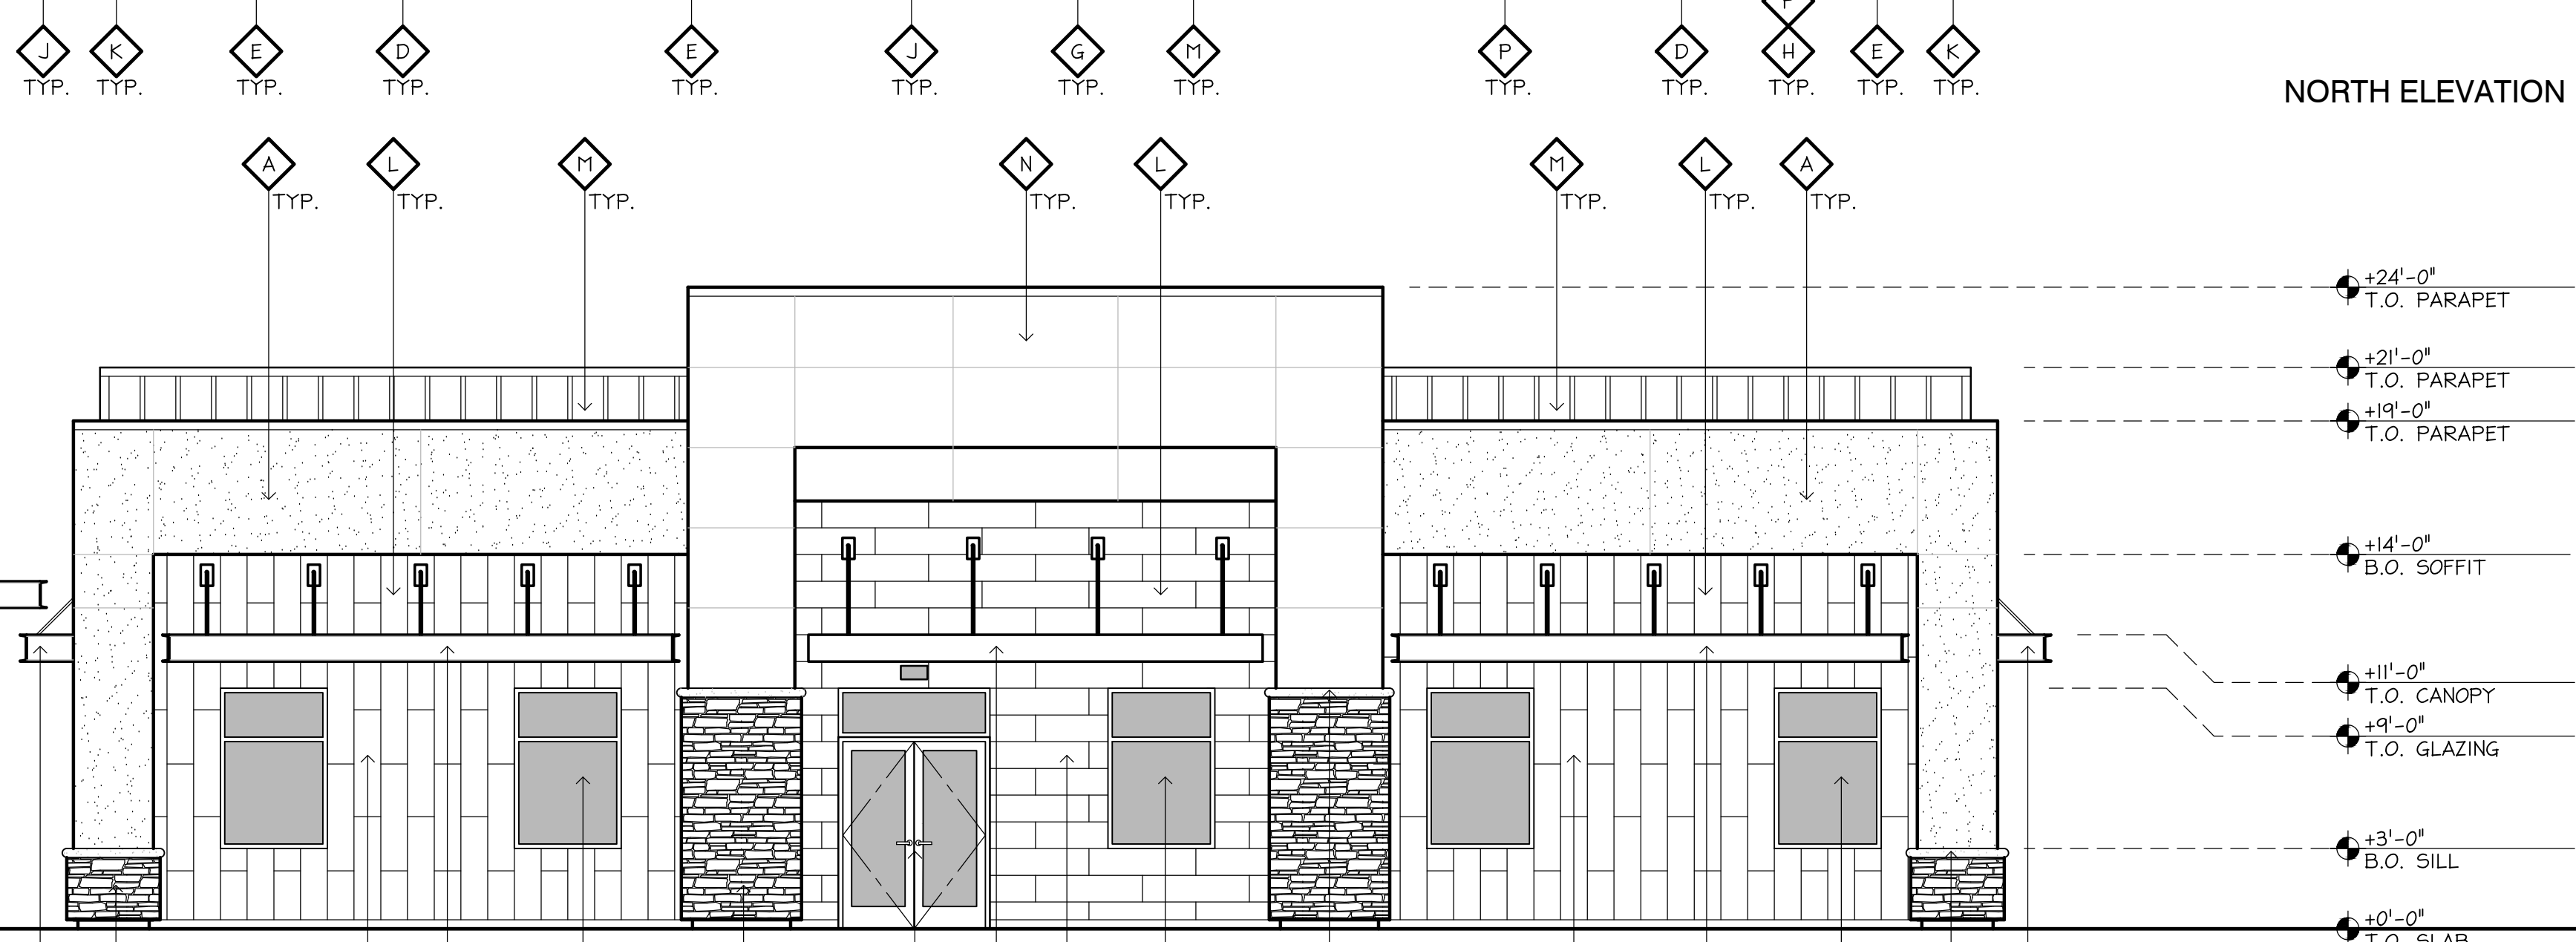 F
J K E D E J G M P D H E K
TYP. TYP. TYP. TYP. TYP. TYP. TYP. TYP. TYP. TYP. TYP. TYP. TYP.
NORTH ELEVATION
A L M N L M L A
TYP. TYP. TYP. TYP. TYP. TYP. TYP. TYP.
+24'-0"
T.O. PARAPET
+21'-0"
T.O. PARAPET
+19'-0"
T.O. PARAPET
+14'-0"
B.O. SOFFIT
+11'-0"
T.O. CANOPY
+9'-0"
T.O. GLAZING
+3'-0"
B.O. SILL
+0'-0"
T.O. SLAB